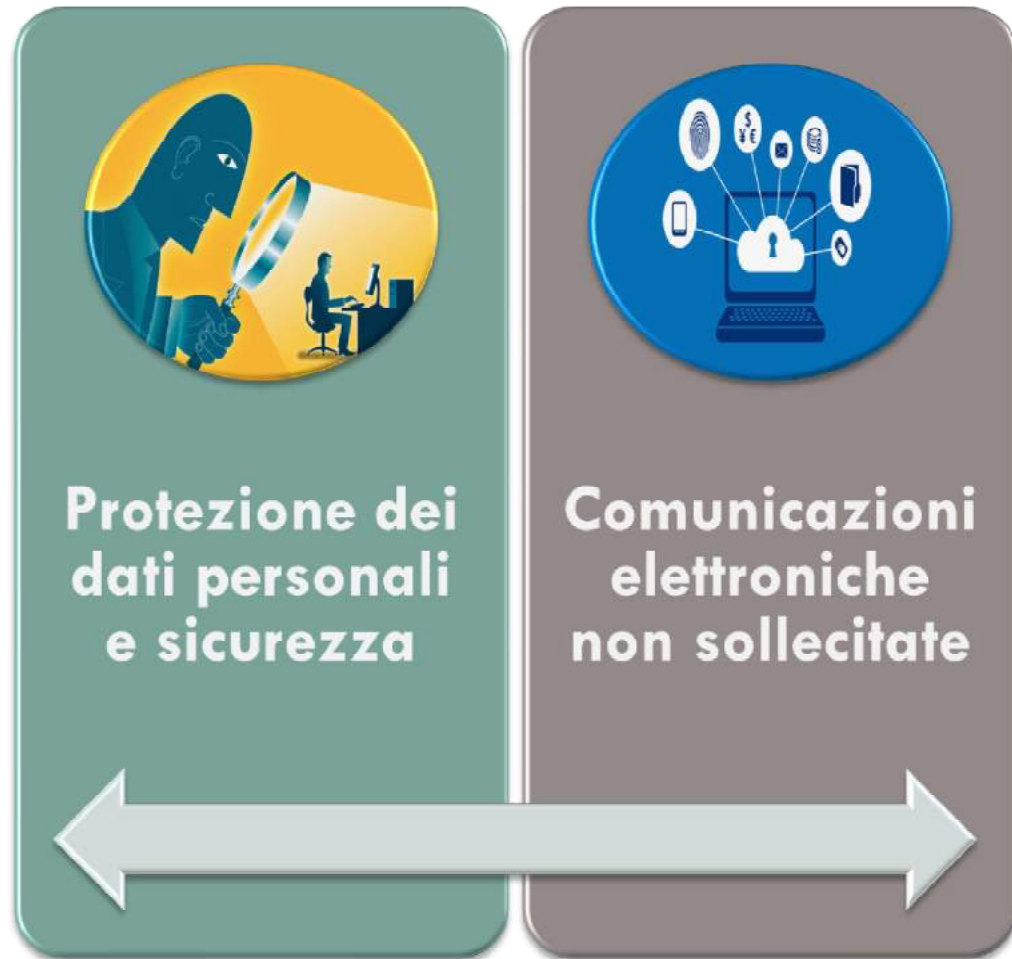 Protezione dei
dati personali
e sicurezza
Comunicazioni
elettroniche
non sollecitate
$
¥ €